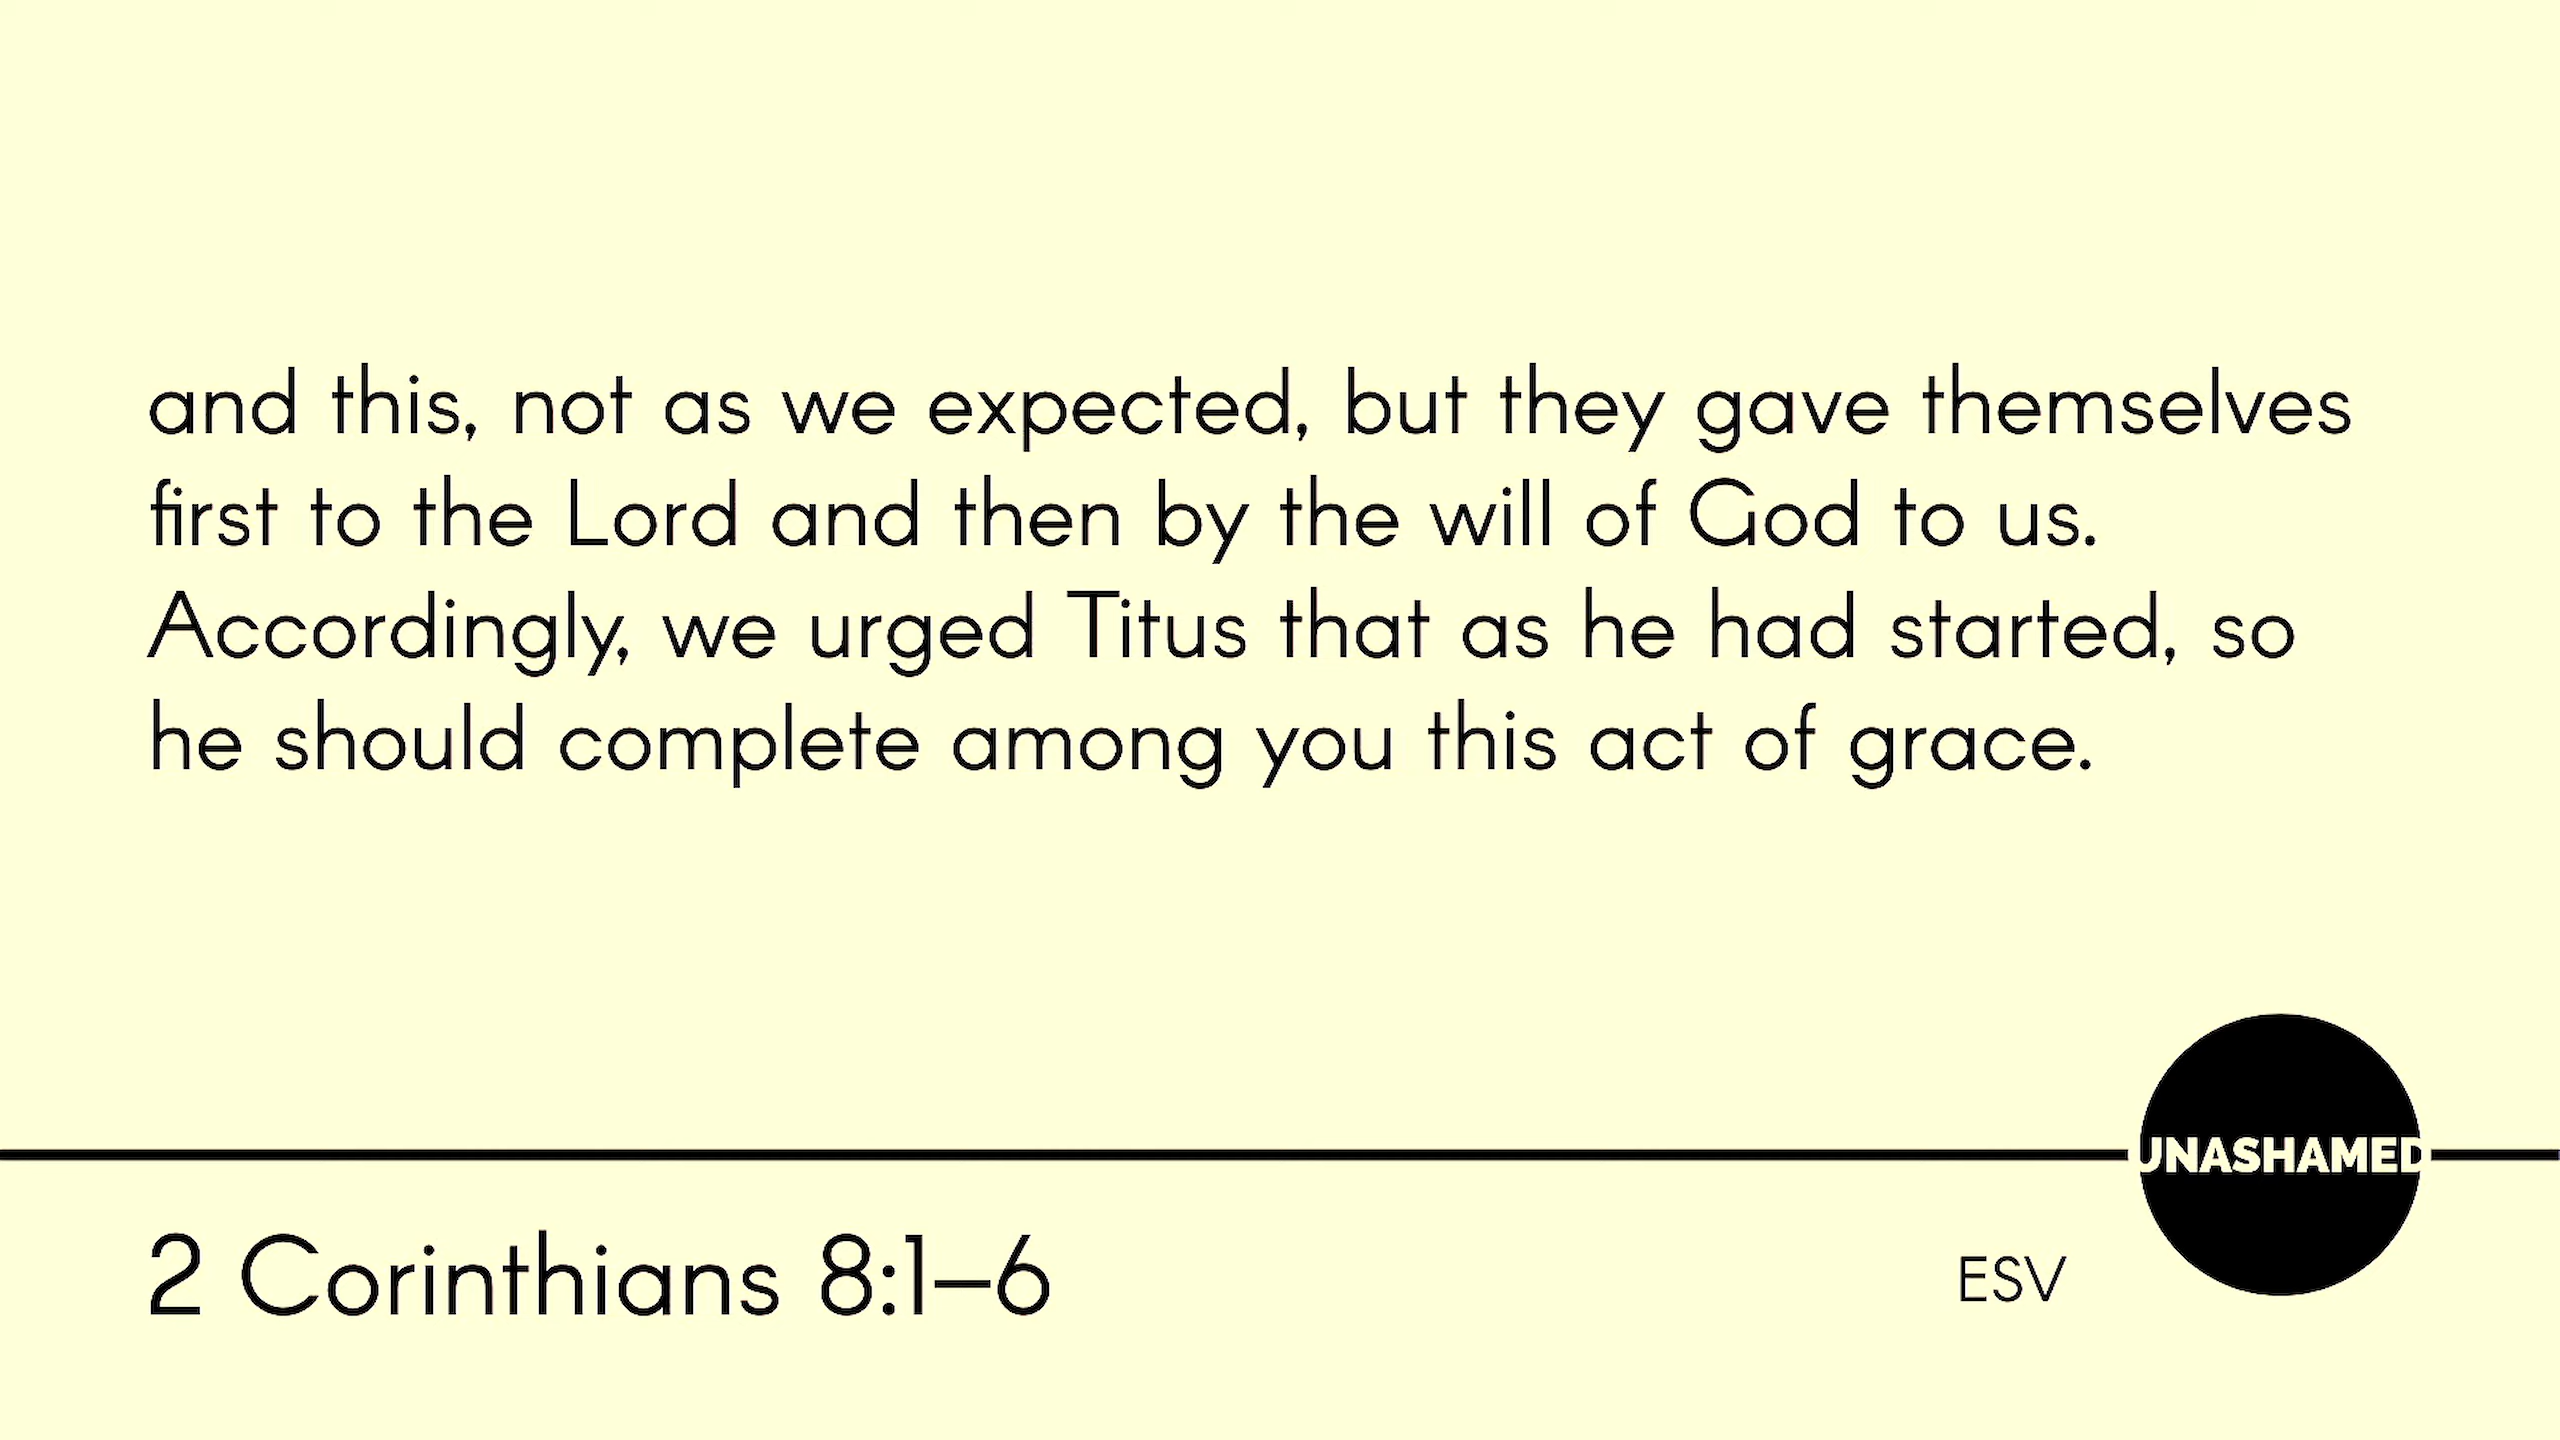 and this, not as we expected, but they gave themselves
first to the Lord and then by the will of God to us.
Accordingly, we urged Titus that as he had started, so
he should complete among you this act of grace.
UNASHAMED
2 Corinthians 8:1–6
ESV